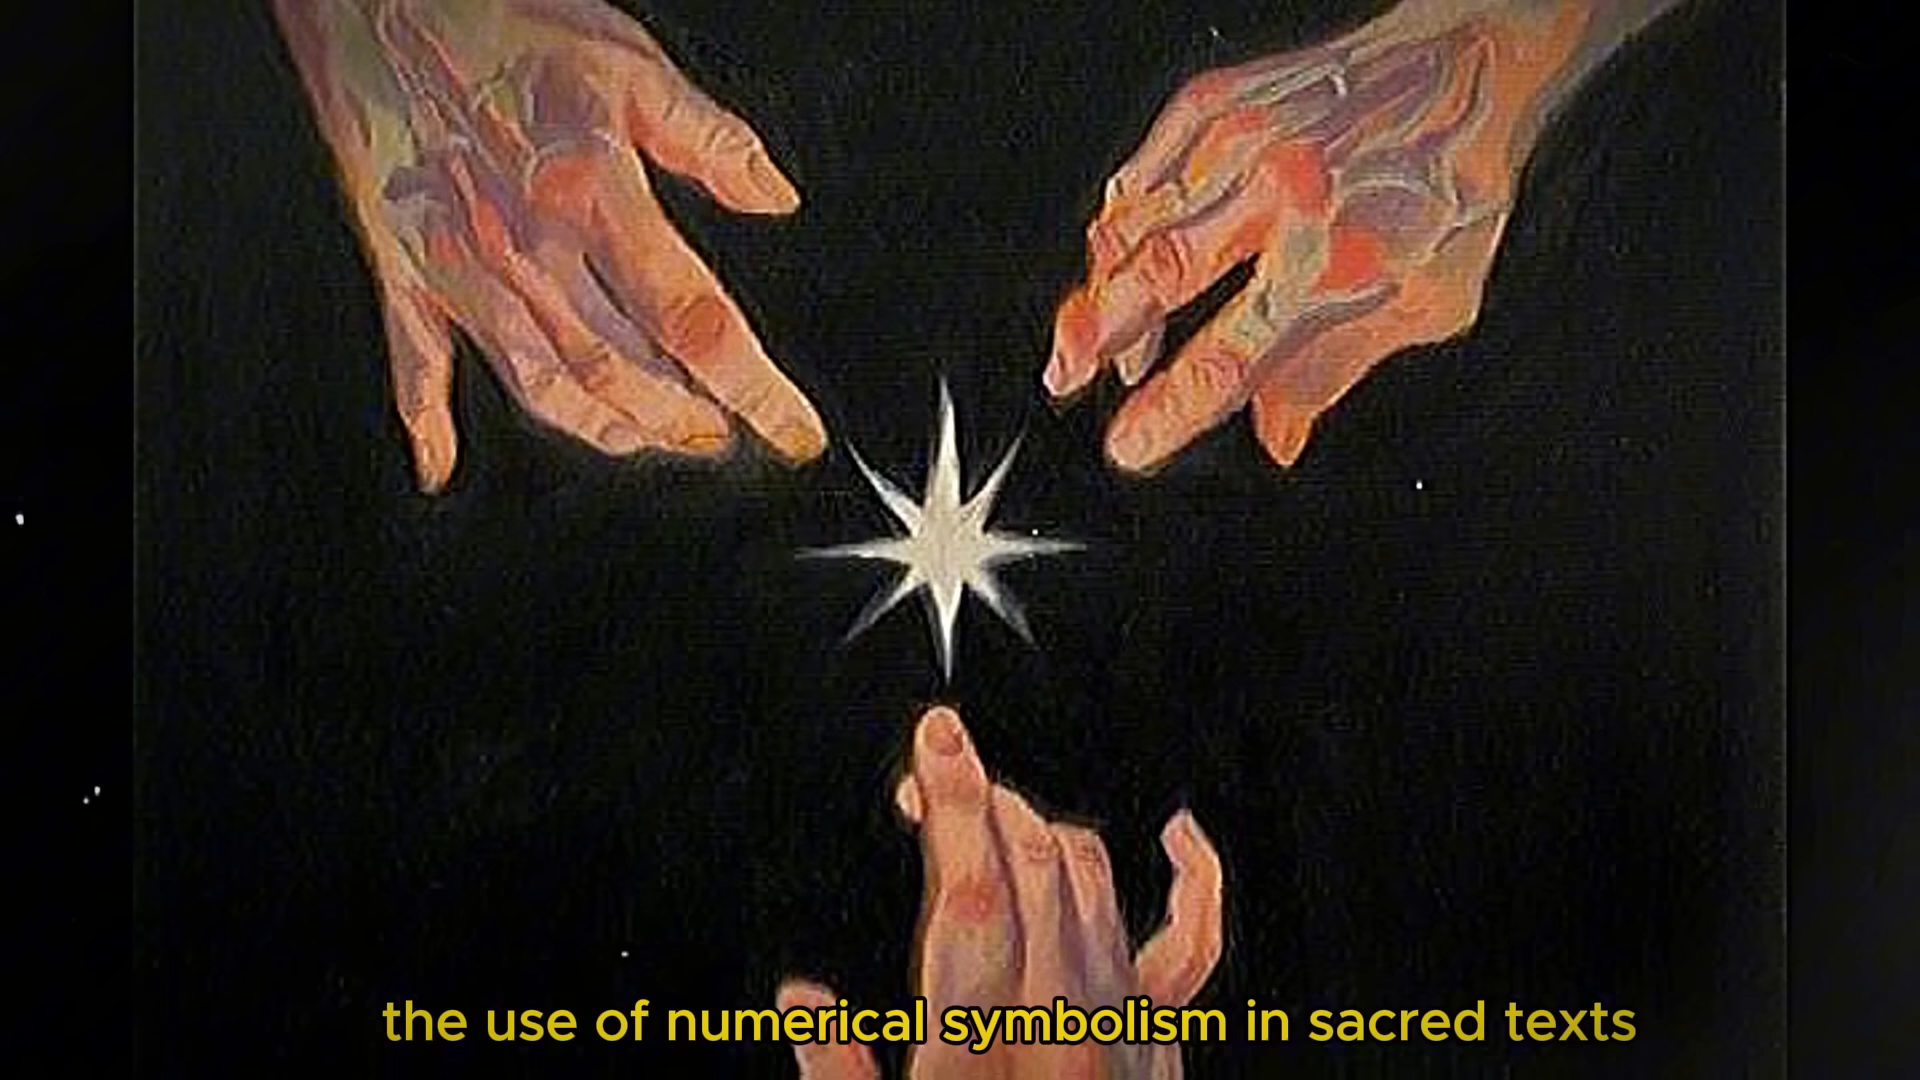 the use of numerical symbolism in sacred texts